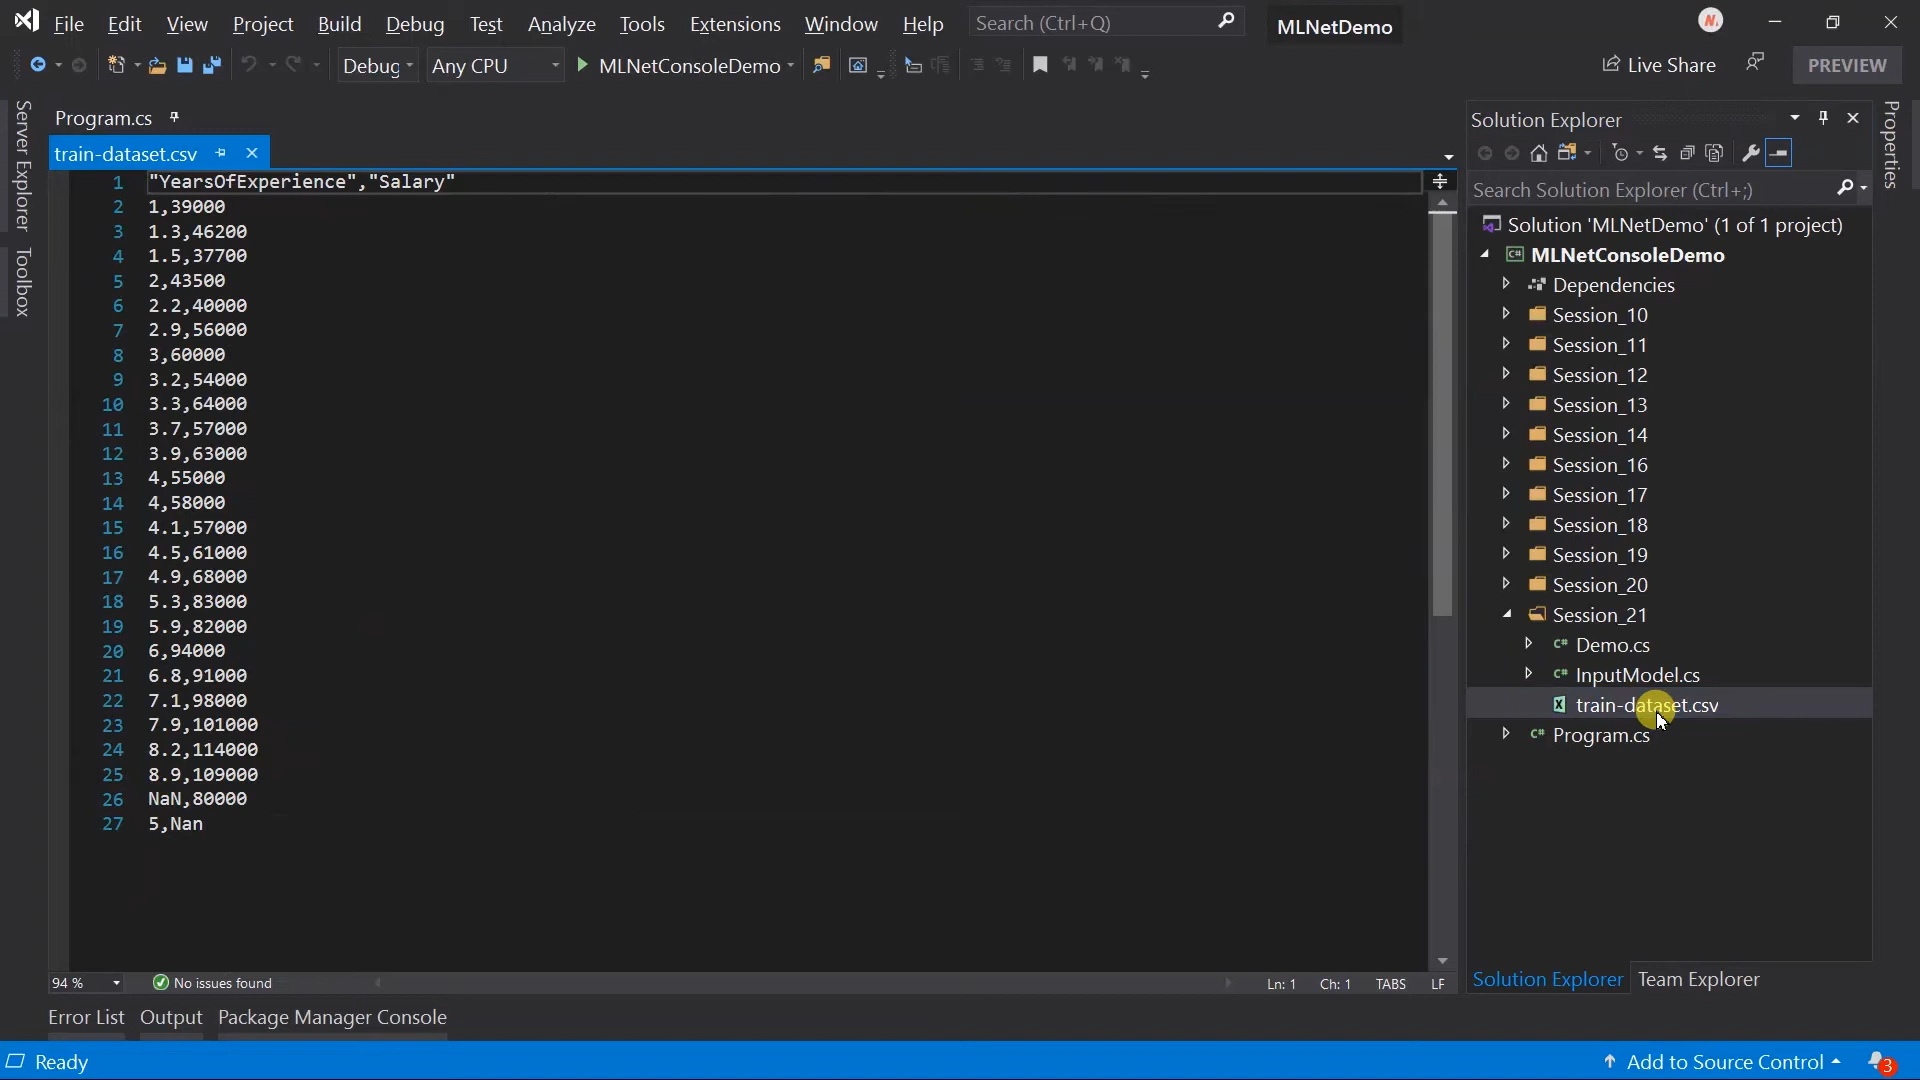 File Edit View Project Build Debug Test Analyze Tools Extensions Window Help Search (Ctrl+Q) MLNetDemo
Debug Any CPU MLNetConsoleDemo Live Share PREVIEW
Server Explorer
Toolbox
Program.cs
train-dataset.csv
1 "YearsOfExperience","Salary"
2 1,39000
3 1.3,46200
4 1.5,37700
5 2,43500
6 2.2,40000
7 2.9,56000
8 3,60000
9 3.2,54000
10 3.3,64000
11 3.7,57000
12 3.9,63000
13 4,55000
14 4,58000
15 4.1,57000
16 4.5,61000
17 4.9,68000
18 5.3,83000
19 5.9,82000
20 6,94000
21 6.8,91000
22 7.1,98000
23 7.9,101000
24 8.2,114000
25 8.9,109000
26 NaN,80000
27 5,Nan
94 % No issues found Ln: 1 Ch: 1 TABS LF
Solution Explorer
Search Solution Explorer (Ctrl+;)
Solution 'MLNetDemo' (1 of 1 project)
C# MLNetConsoleDemo
Dependencies
Session_10
Session_11
Session_12
Session_13
Session_14
Session_16
Session_17
Session_18
Session_19
Session_20
Session_21
C# Demo.cs
C# InputModel.cs
train-dataset.csv
C# Program.cs
Solution Explorer Team Explorer
Properties
Error List Output Package Manager Console
Ready Add to Source Control 3